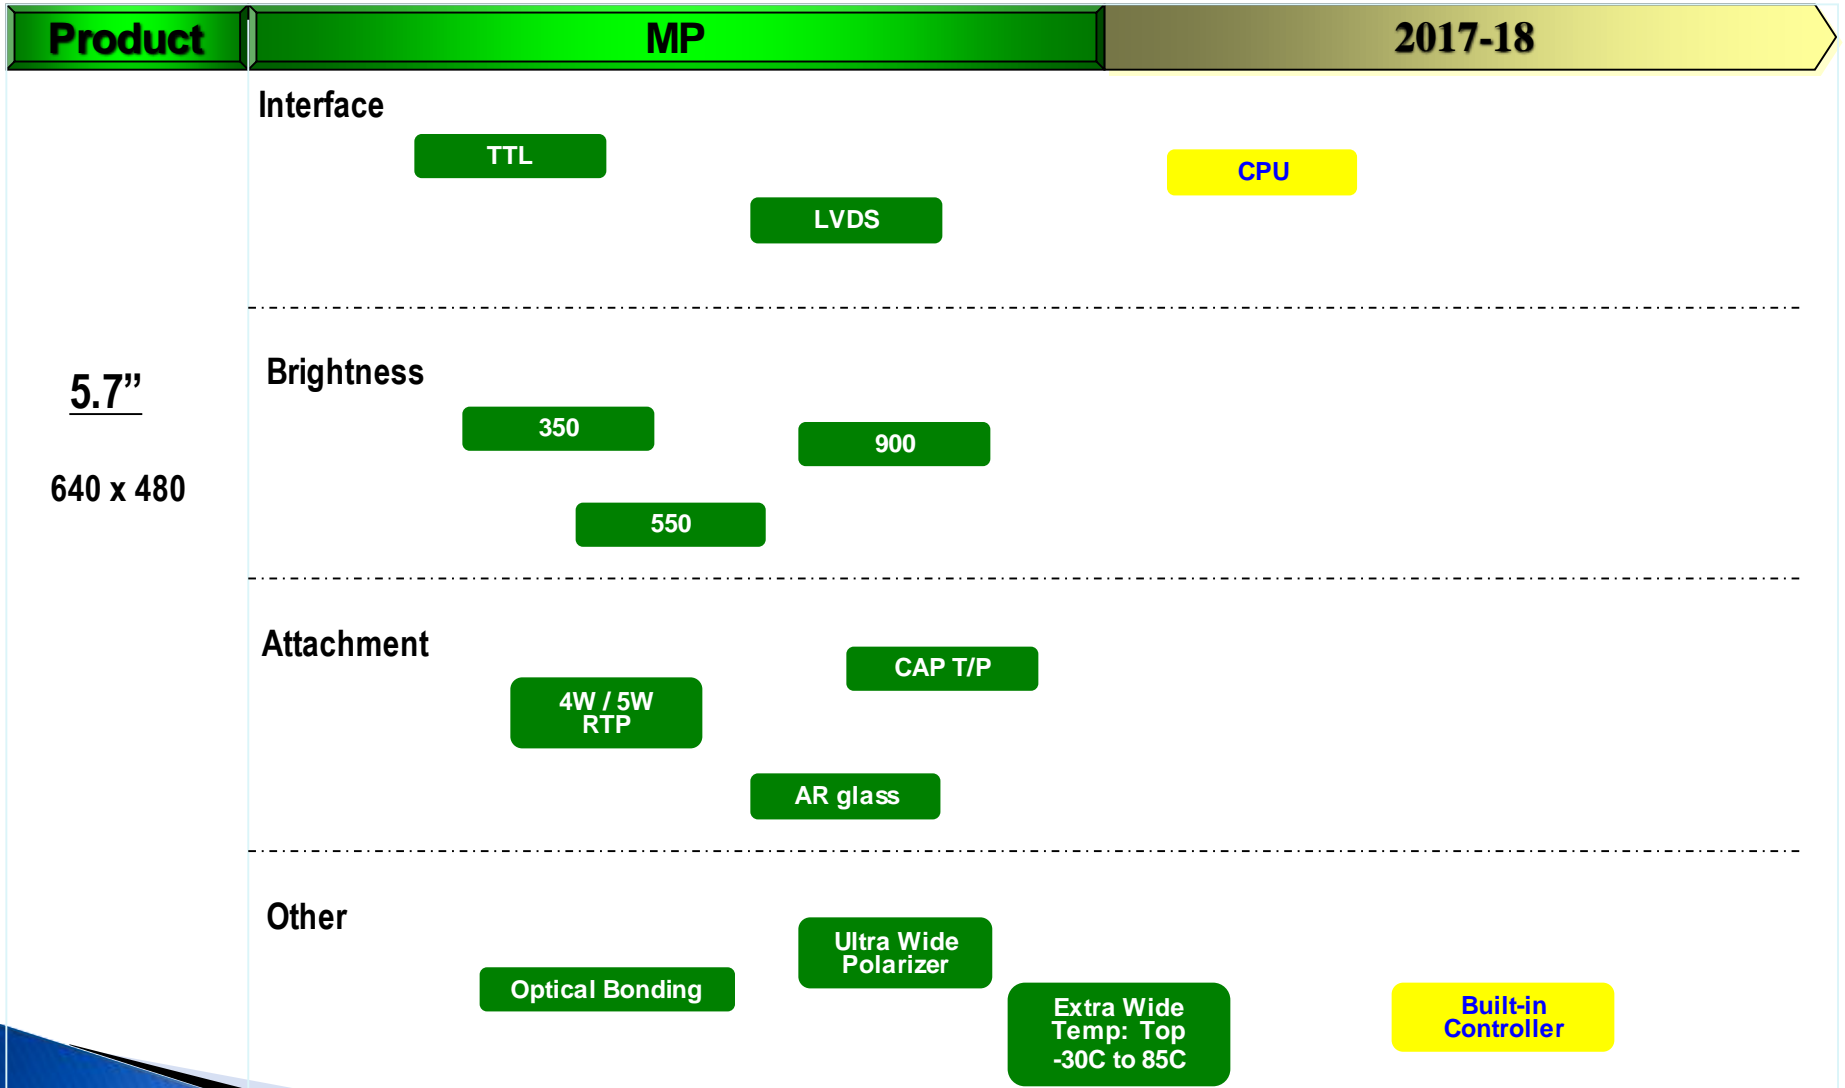 Product
MP
2017-18
Interface
TTL
CPU
LVDS
5.7”
640 x 480
Brightness
350
900
550
Attachment
CAP T/P
4W / 5W
RTP
AR glass
Other
Ultra Wide
Polarizer
Optical Bonding
Extra Wide
Temp: Top
-30C to 85C
Built-in
Controller